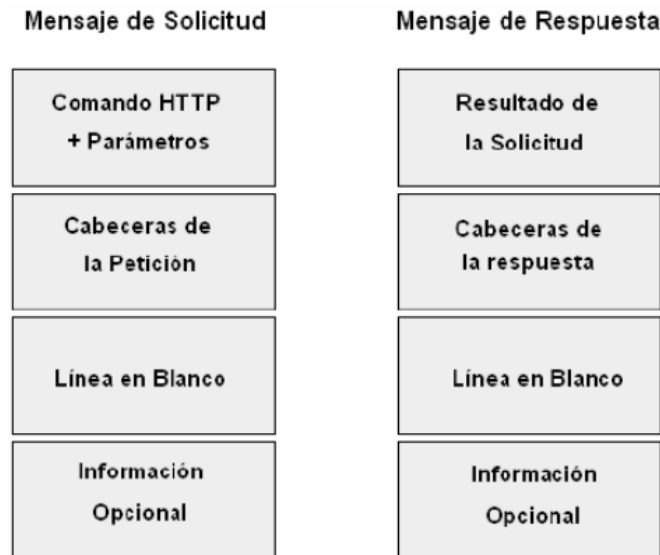 Mensaje de Solicitud
Comando HTTP
+ Parámetros
Cabeceras de
la Petición
Línea en Blanco
Información
Opcional
Mensaje de Respuesta
Resultado de
la Solicitud
Cabeceras de
la respuesta
Línea en Blanco
Información
Opcional